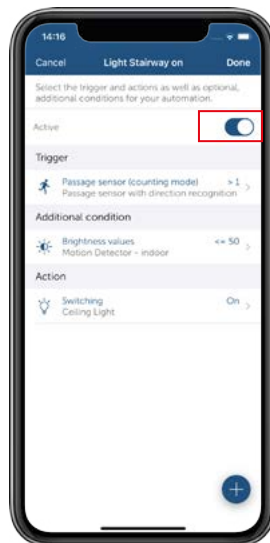 14:16
Cancel Light Stairway on Done
Select the trigger and actions as well as optional,
additional conditions for your automation.
Active
Trigger
Passage sensor (counting mode) > 1
Passage sensor with direction recognition
Additional condition
Brightness values <= 50
Motion Detector - indoor
Action
Switching On
Ceiling Light